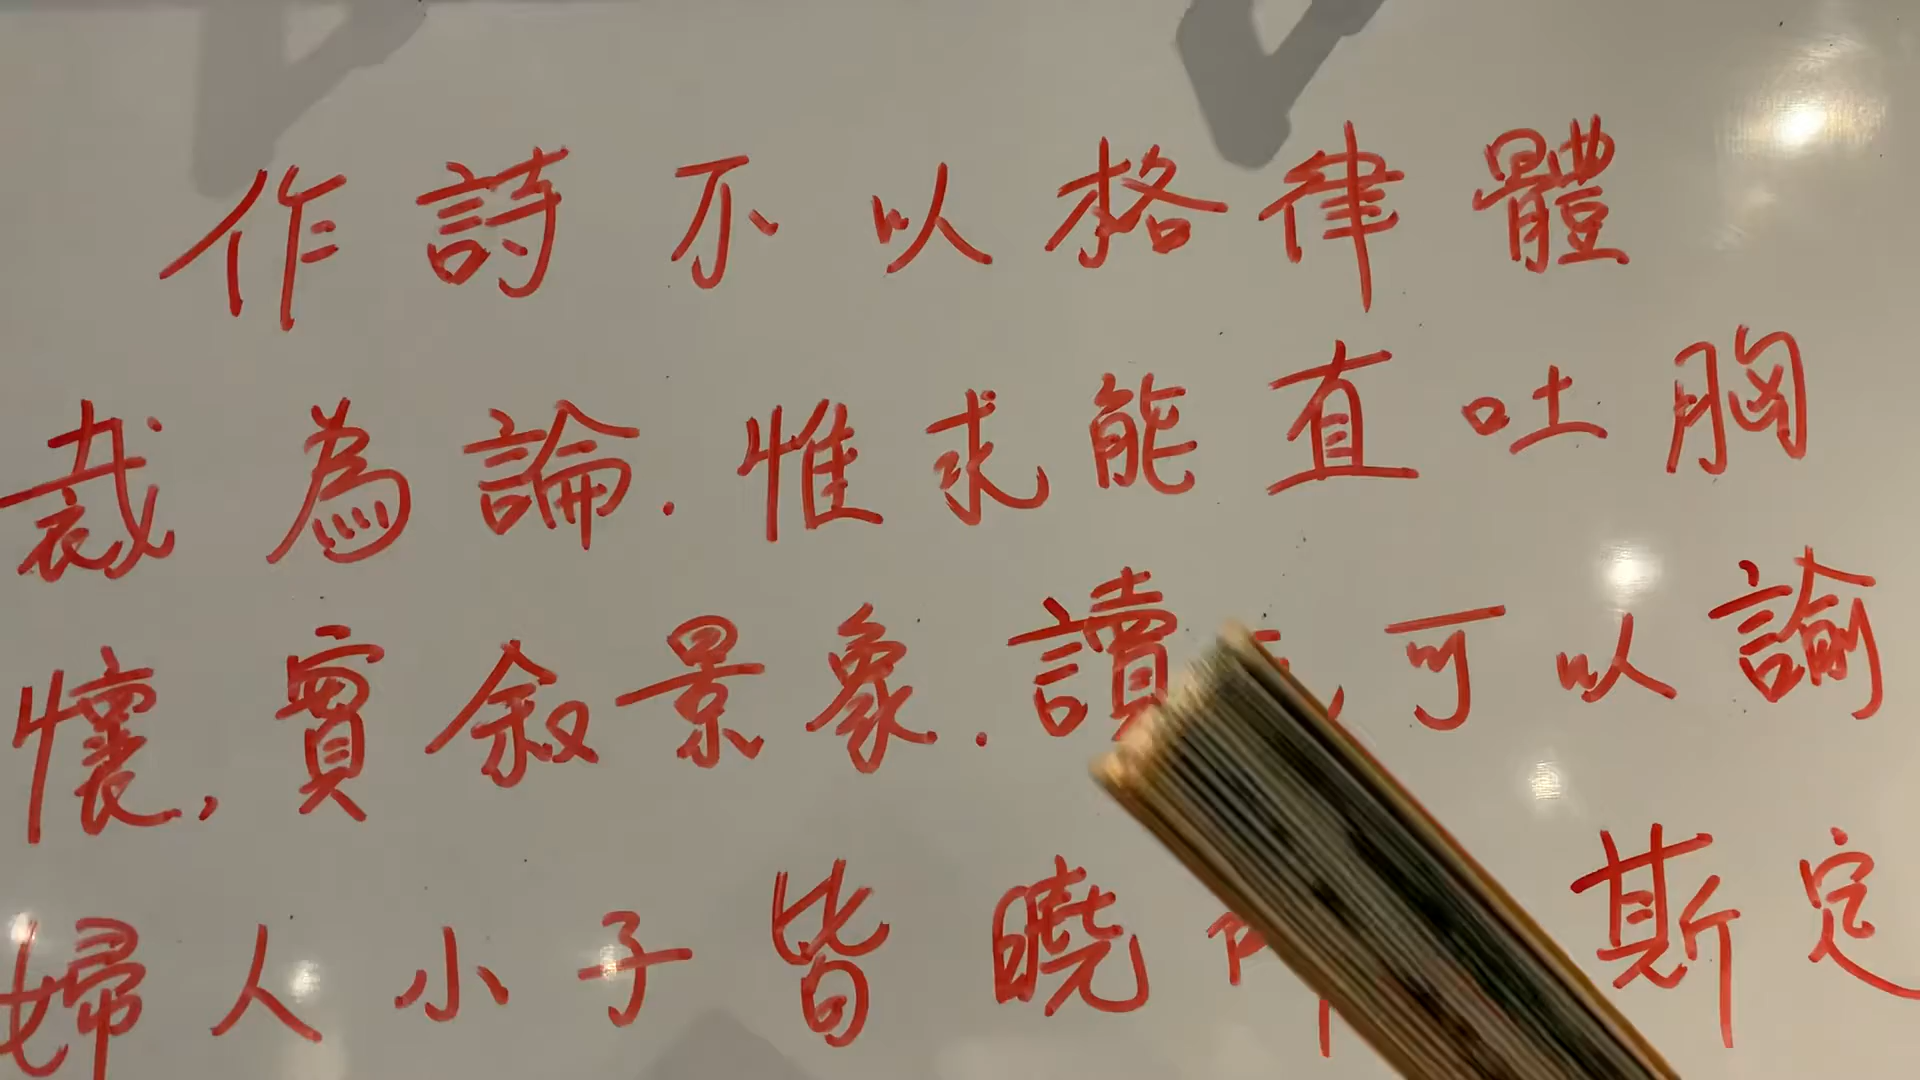 作詩不以格律體
裁為論.惟求能直吐胸
懷,實叙景象.讀可以諭
婦人小子皆曉斯定